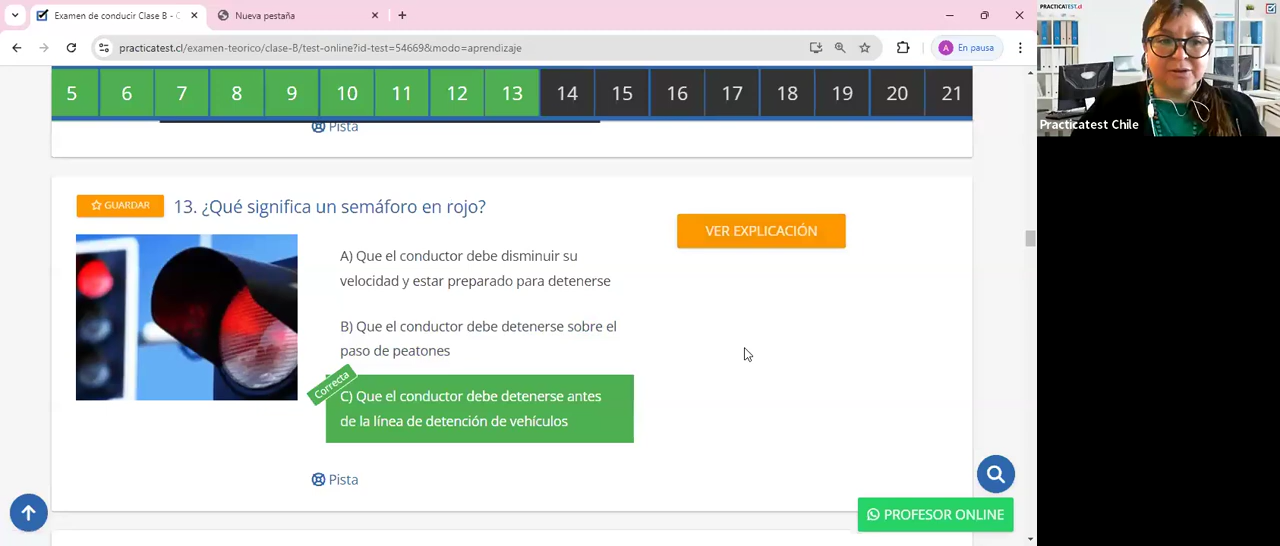 Examen de conducir Clase B - C
Nueva pestaña
practicatest.cl/examen-teorico/clase-B/test-online?id-test=54669&modo=aprendizaje
A
En pausa
PRACTICATEST.cl
5 6 7 8 9 10 11 12 13 14 15 16 17 18 19 20 21
Pista
Practicatest Chile
GUARDAR
13. ¿Qué significa un semáforo en rojo?
VER EXPLICACIÓN
A) Que el conductor debe disminuir su
velocidad y estar preparado para detenerse
B) Que el conductor debe detenerse sobre el
paso de peatones
Correcta
C) Que el conductor debe detenerse antes
de la línea de detención de vehículos
Pista
PROFESOR ONLINE